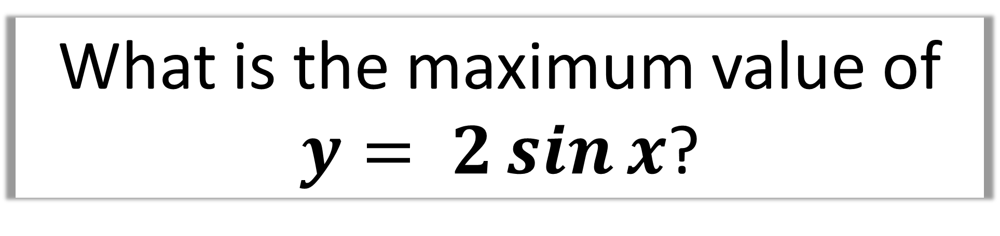 What is the maximum value of
y = 2 sin x?